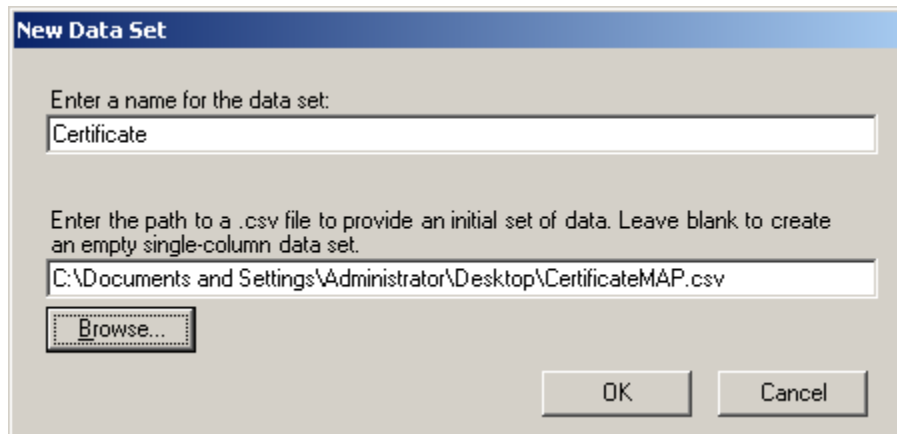 New Data Set
Enter a name for the data set:
Certificate
Enter the path to a .csv file to provide an initial set of data. Leave blank to create
an empty single-column data set.
C:\Documents and Settings\Administrator\Desktop\CertificateMAP.csv
Browse...
OK Cancel